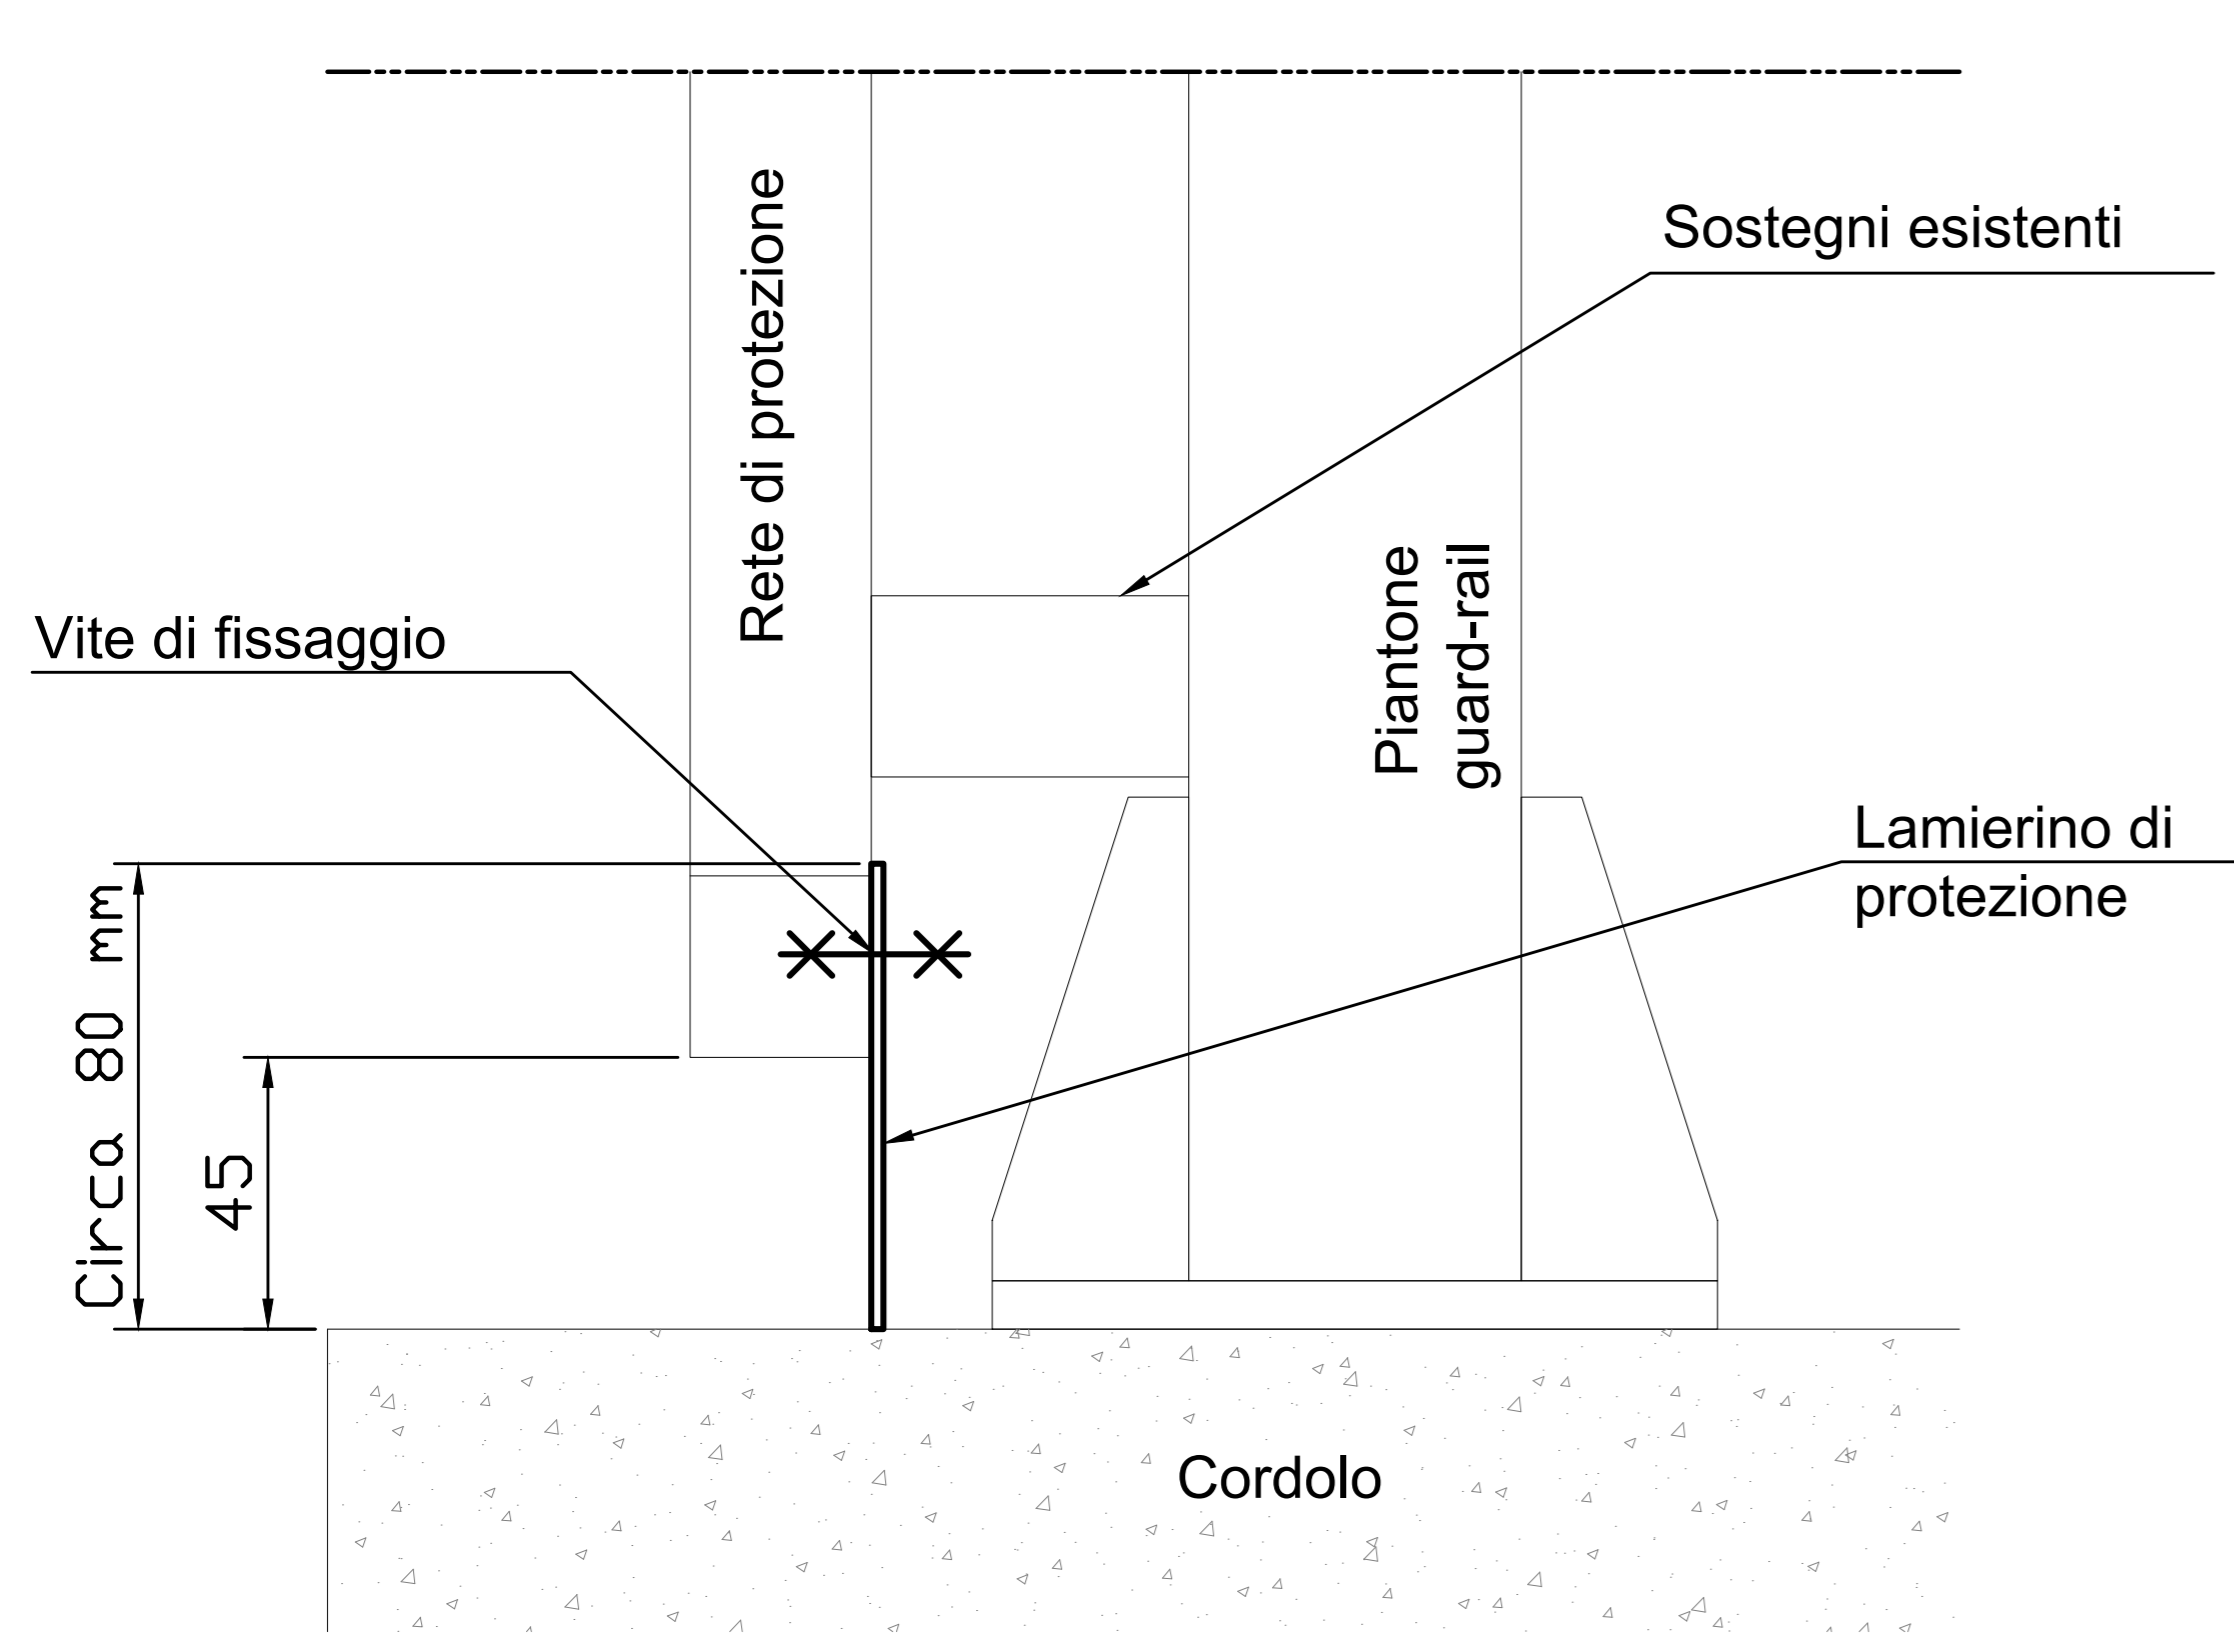 Rete di protezione
Sostegni esistenti
Vite di fissaggio
Piantone
guard-rail
Lamierino di
protezione
Circa 80 mm
45
Cordolo